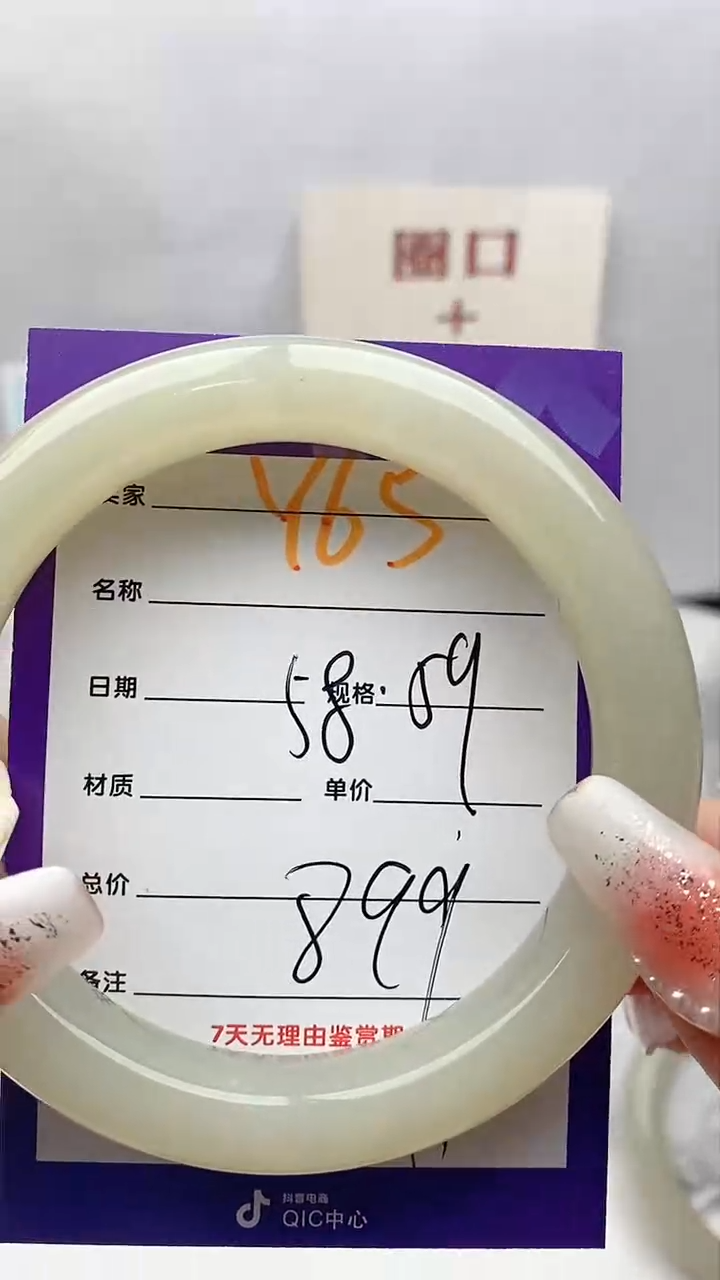 圈口
+
卖家 Y65
名称
日期 规格
58.59
材质 单价
总价 899
备注
7天无理由鉴赏期
抖音电商
QIC中心